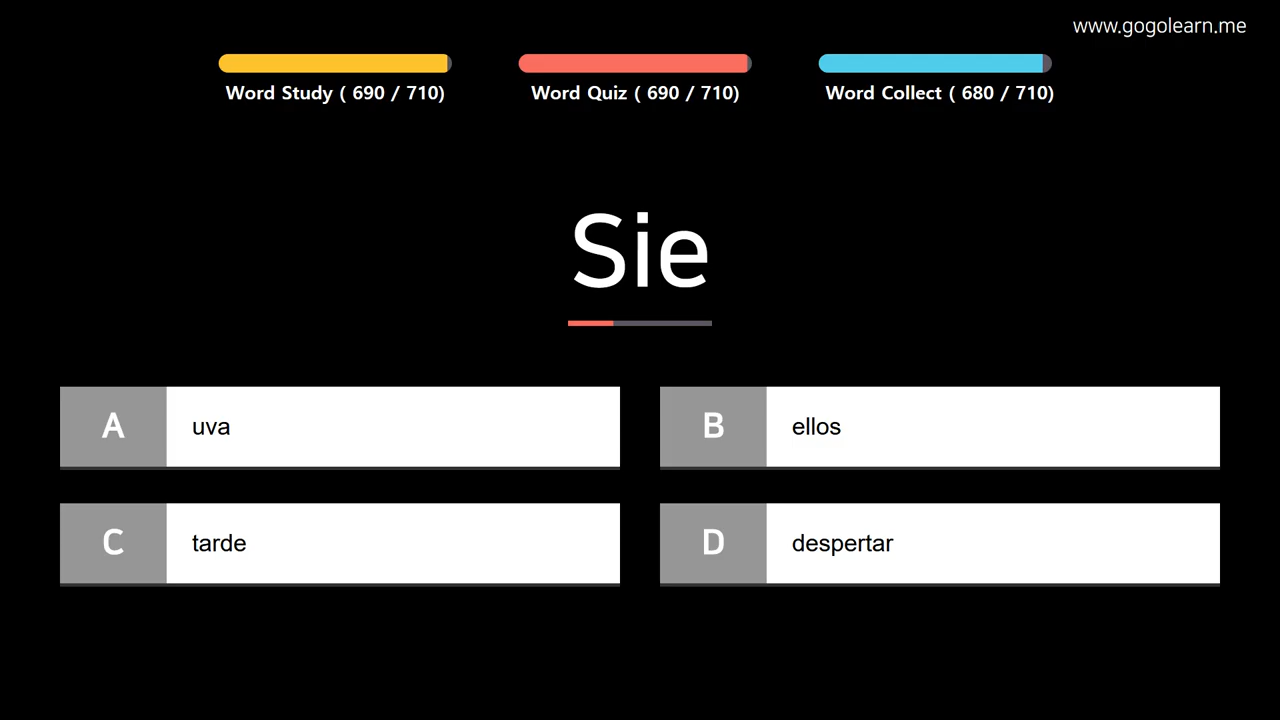 www.gogolearn.me
Word Study ( 690 / 710)
Word Quiz ( 690 / 710)
Word Collect ( 680 / 710)
Sie
A uva
B ellos
C tarde
D despertar